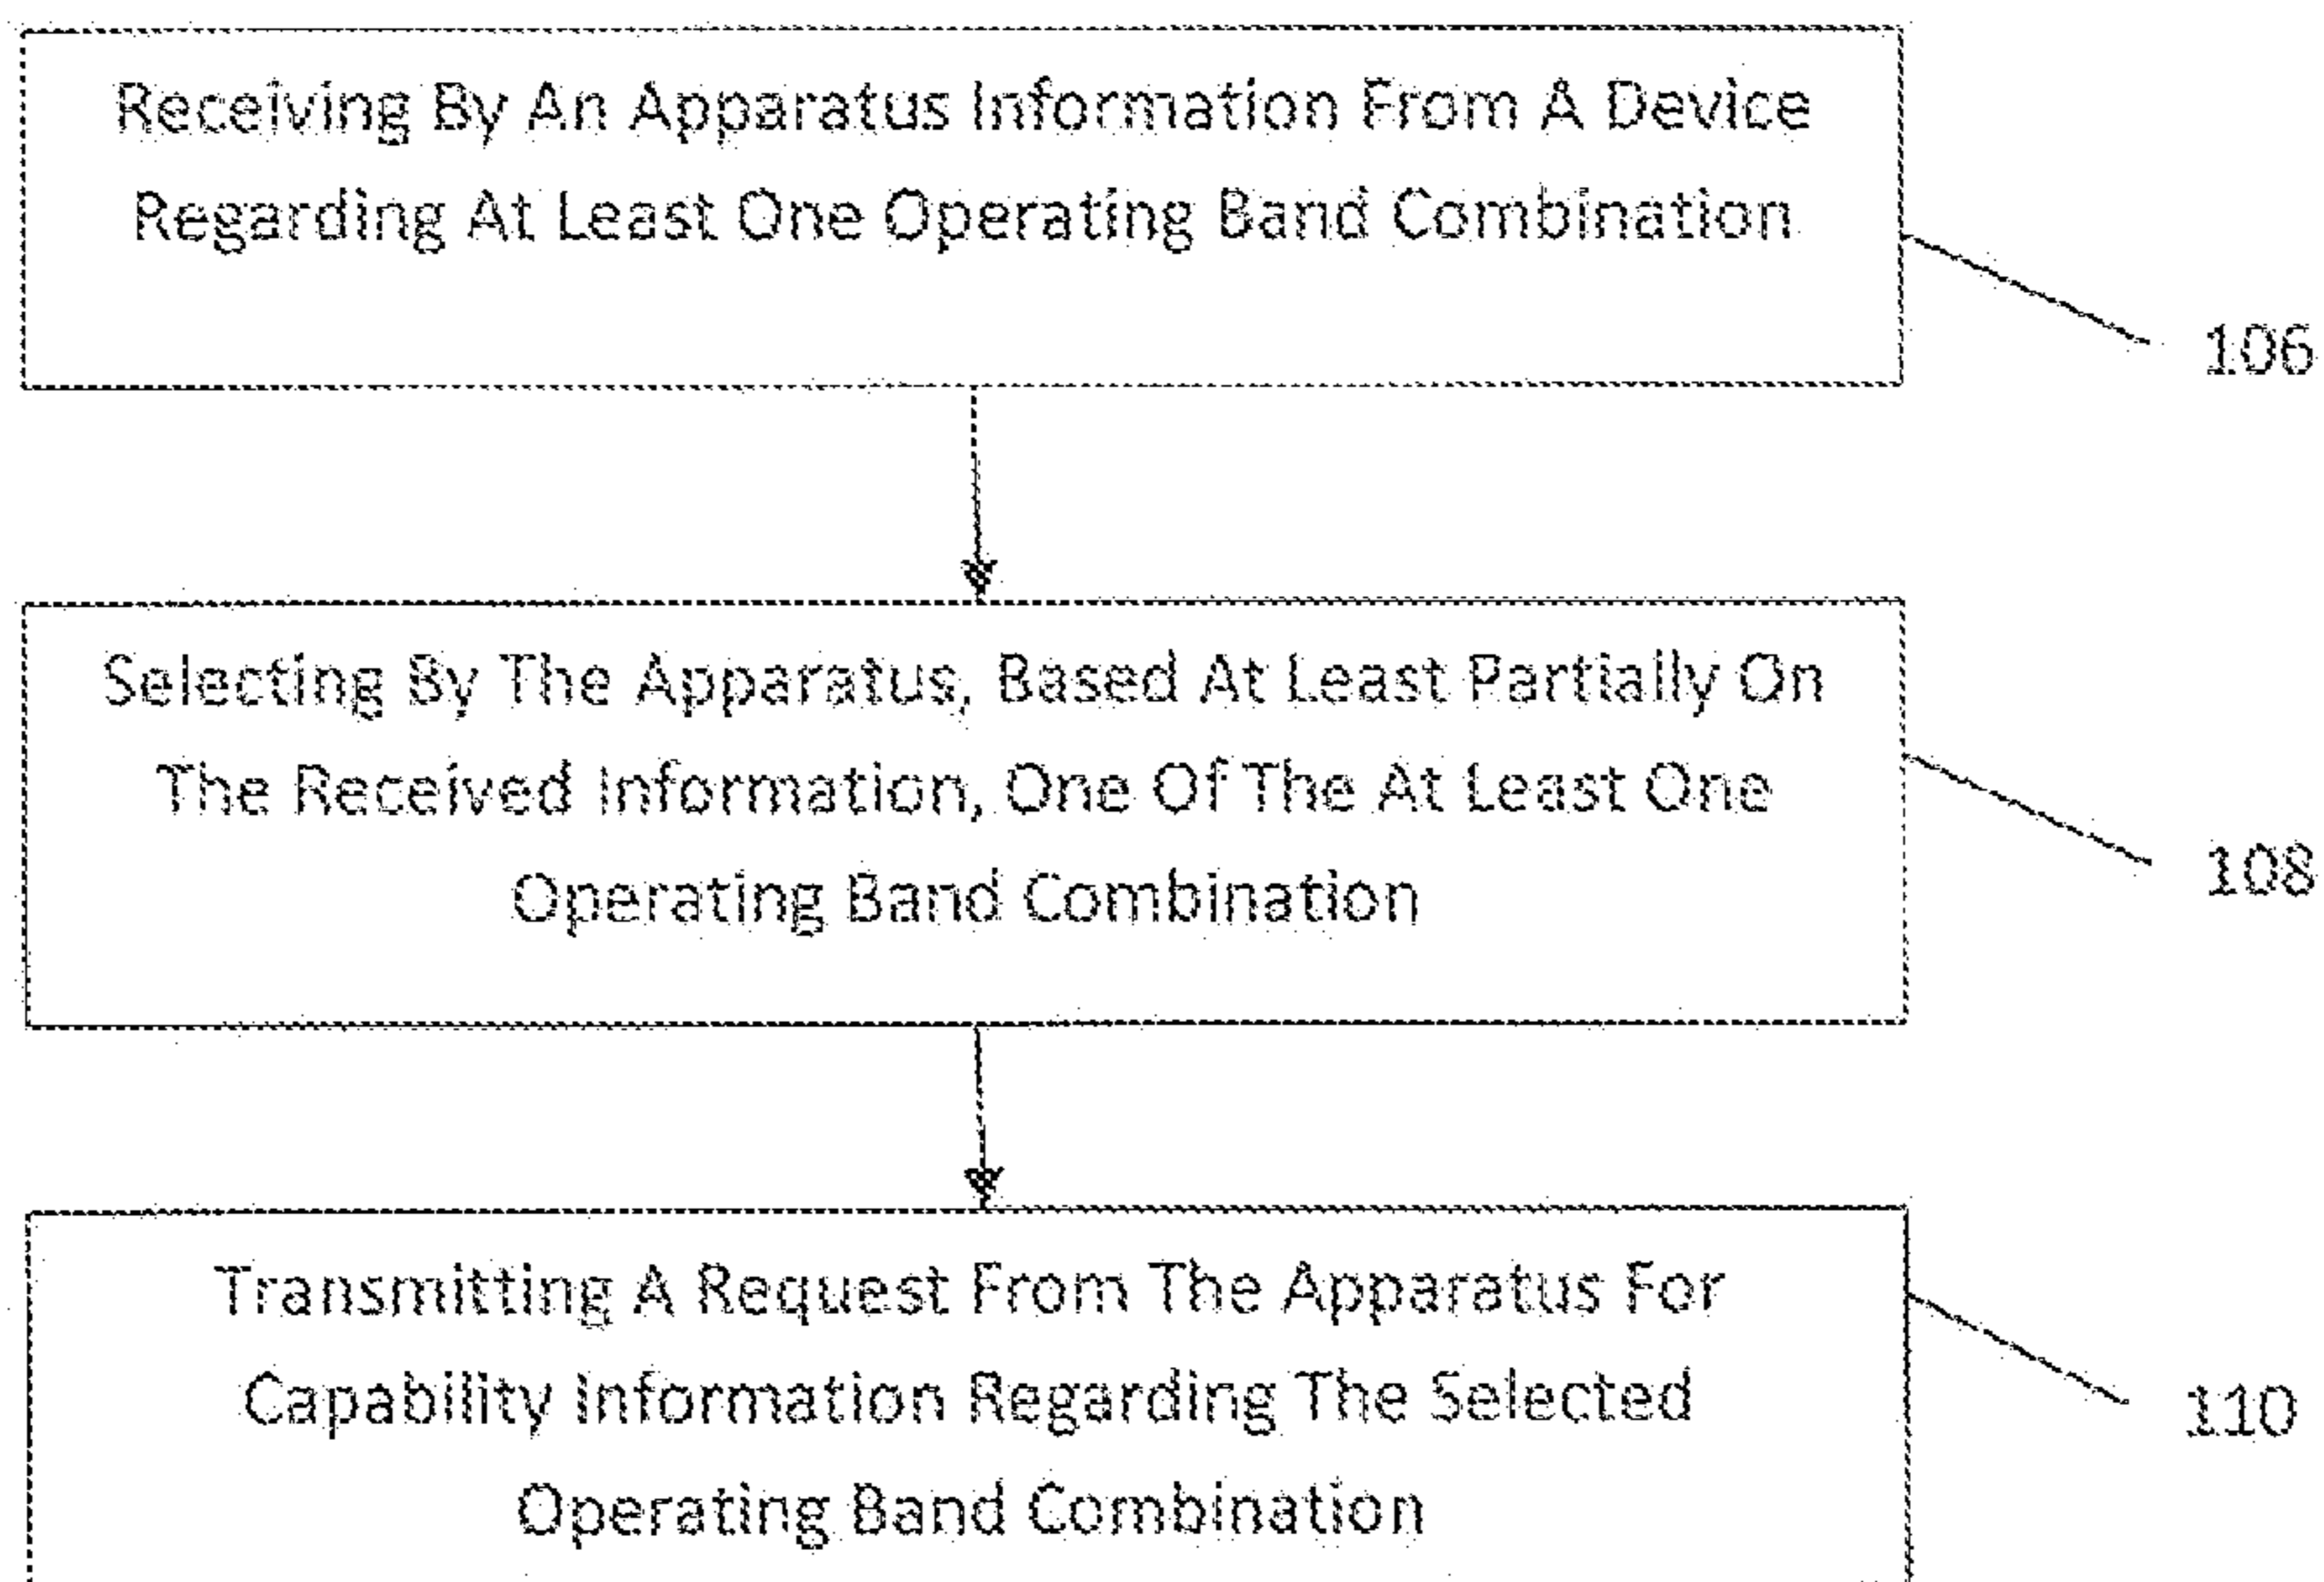 Receiving By An Apparatus Information From A Device
Regarding At Least One Operating Band Combination
106
Selecting By The Apparatus, Based At Least Partially On
The Received Information, One Of The At Least One
Operating Band Combination
108
Transmitting A Request From The Apparatus For
Capability Information Regarding The Selected
Operating Band Combination
110